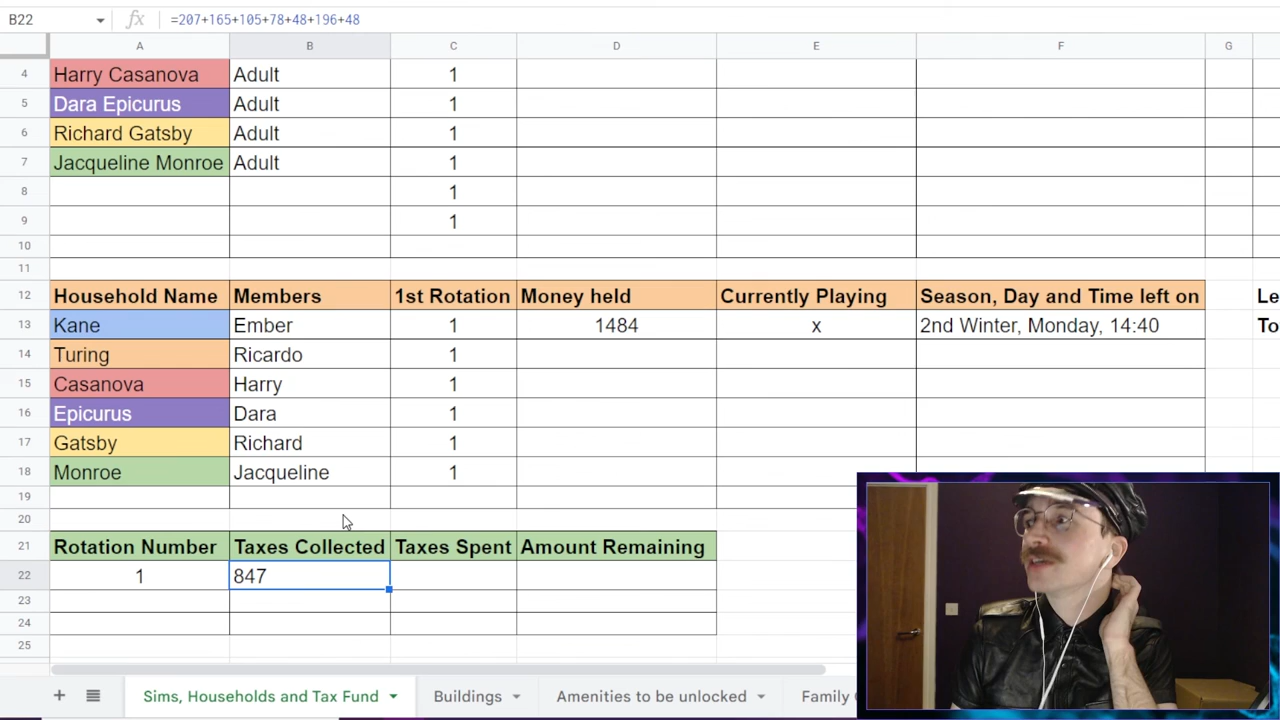 B22 fx =207+165+105+78+48+196+48
A B C D E F G
4 Harry Casanova Adult 1
5 Dara Epicurus Adult 1
6 Richard Gatsby Adult 1
7 Jacqueline Monroe Adult 1
8 1
9 1
10
11
12 Household Name Members 1st Rotation Money held Currently Playing Season, Day and Time left on Le
13 Kane Ember 1 1484 x 2nd Winter, Monday, 14:40 To
14 Turing Ricardo 1
15 Casanova Harry 1
16 Epicurus Dara 1
17 Gatsby Richard 1
18 Monroe Jacqueline 1
19
20
21 Rotation Number Taxes Collected Taxes Spent Amount Remaining
22 1 847
23
24
25
+ Sims, Households and Tax Fund Buildings Amenities to be unlocked Family